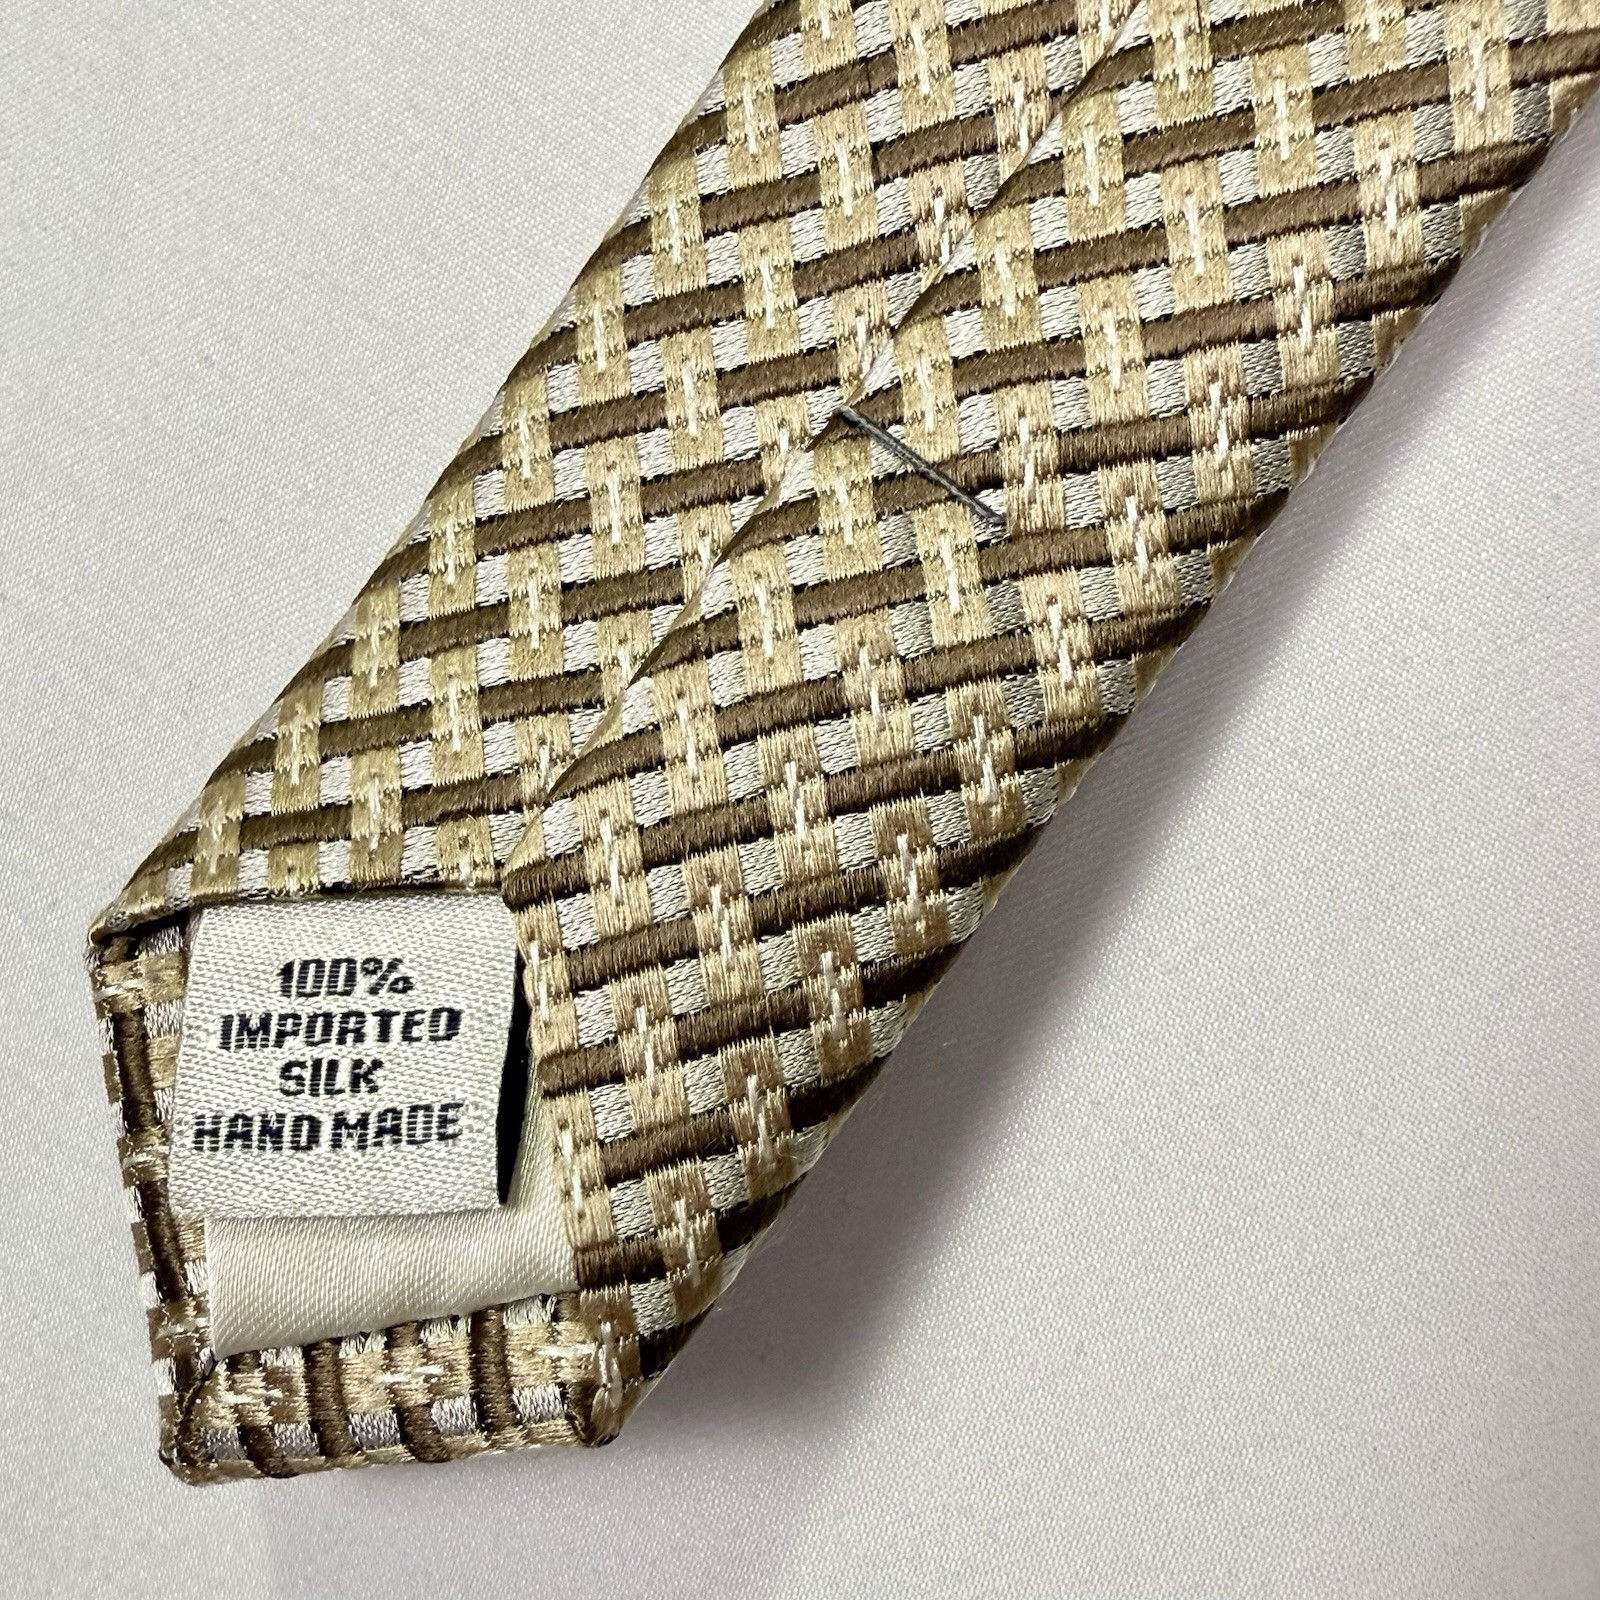 100%
IMPORTED
SILK
HAND MADE